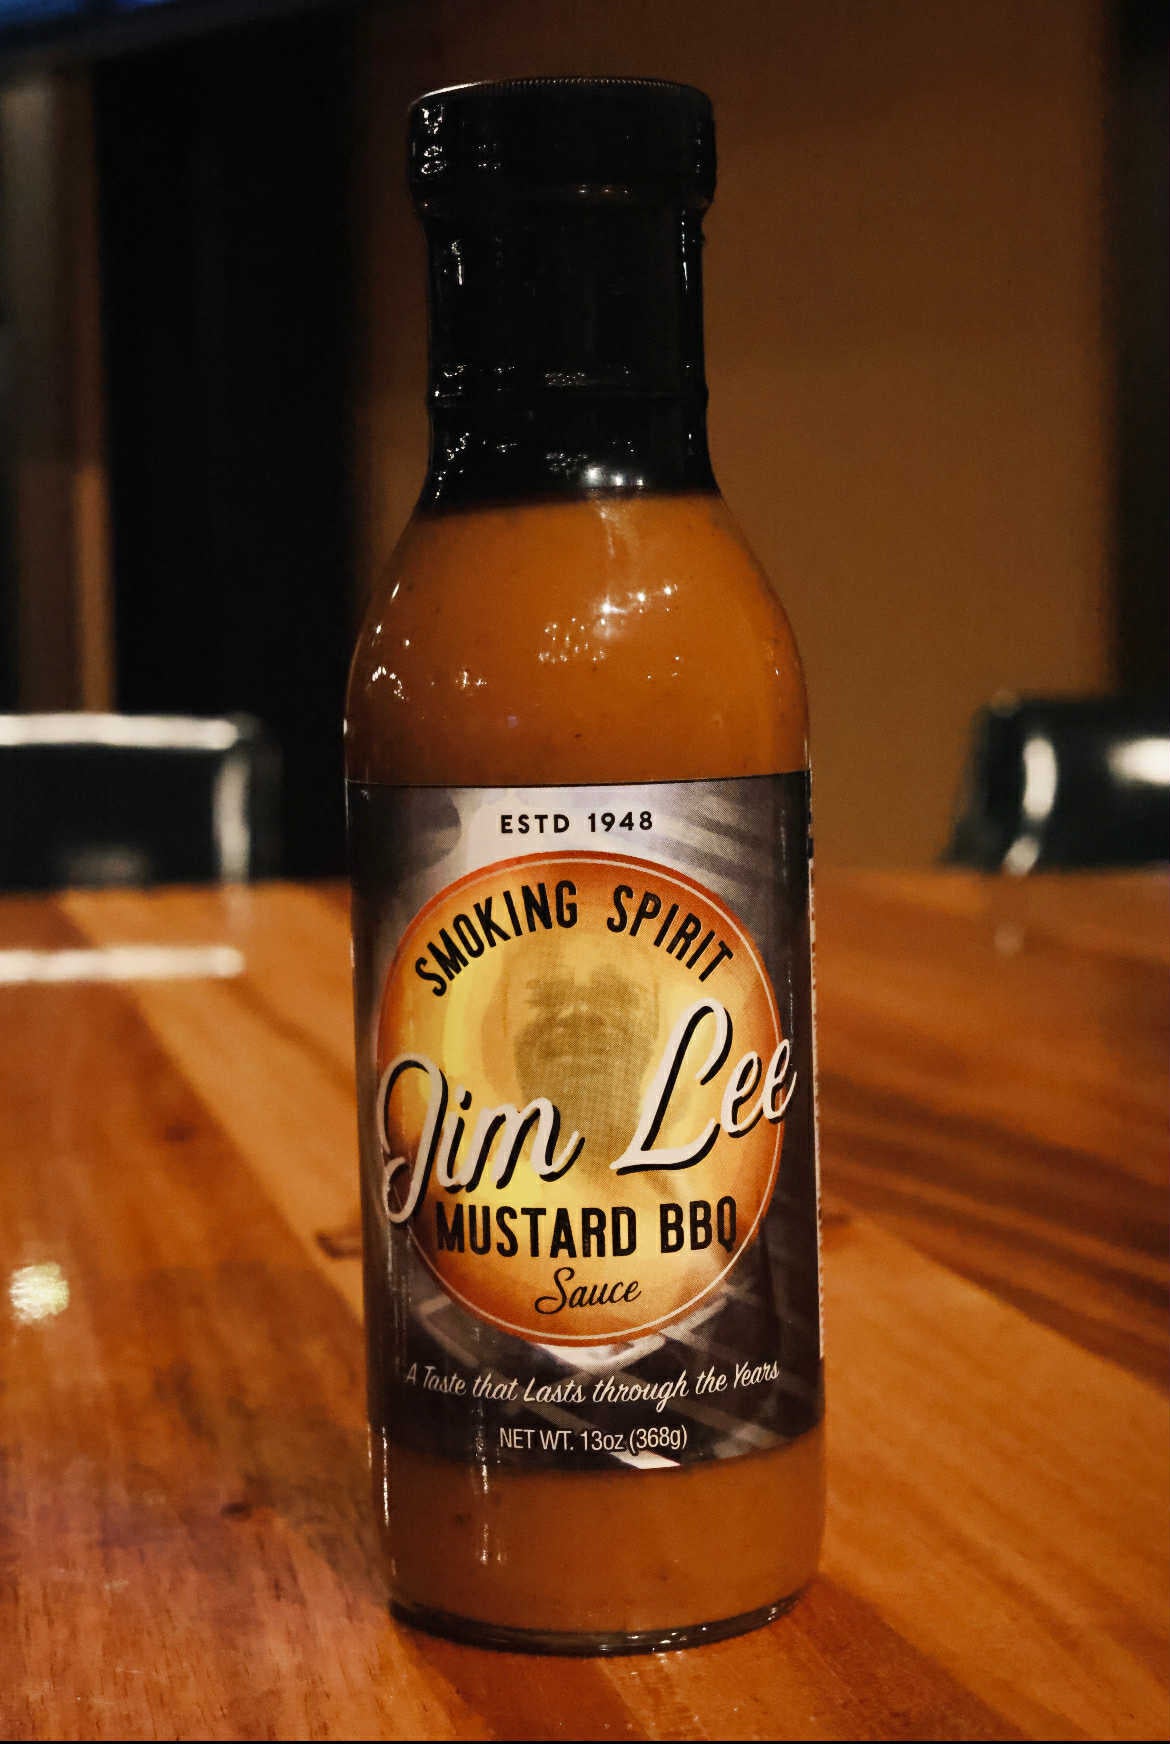 ESTD 1948
SMOKING SPIRIT
Jim Lee
MUSTARD BBQ
Sauce
A Taste that Lasts through the Years
NET WT. 13oz (368g)